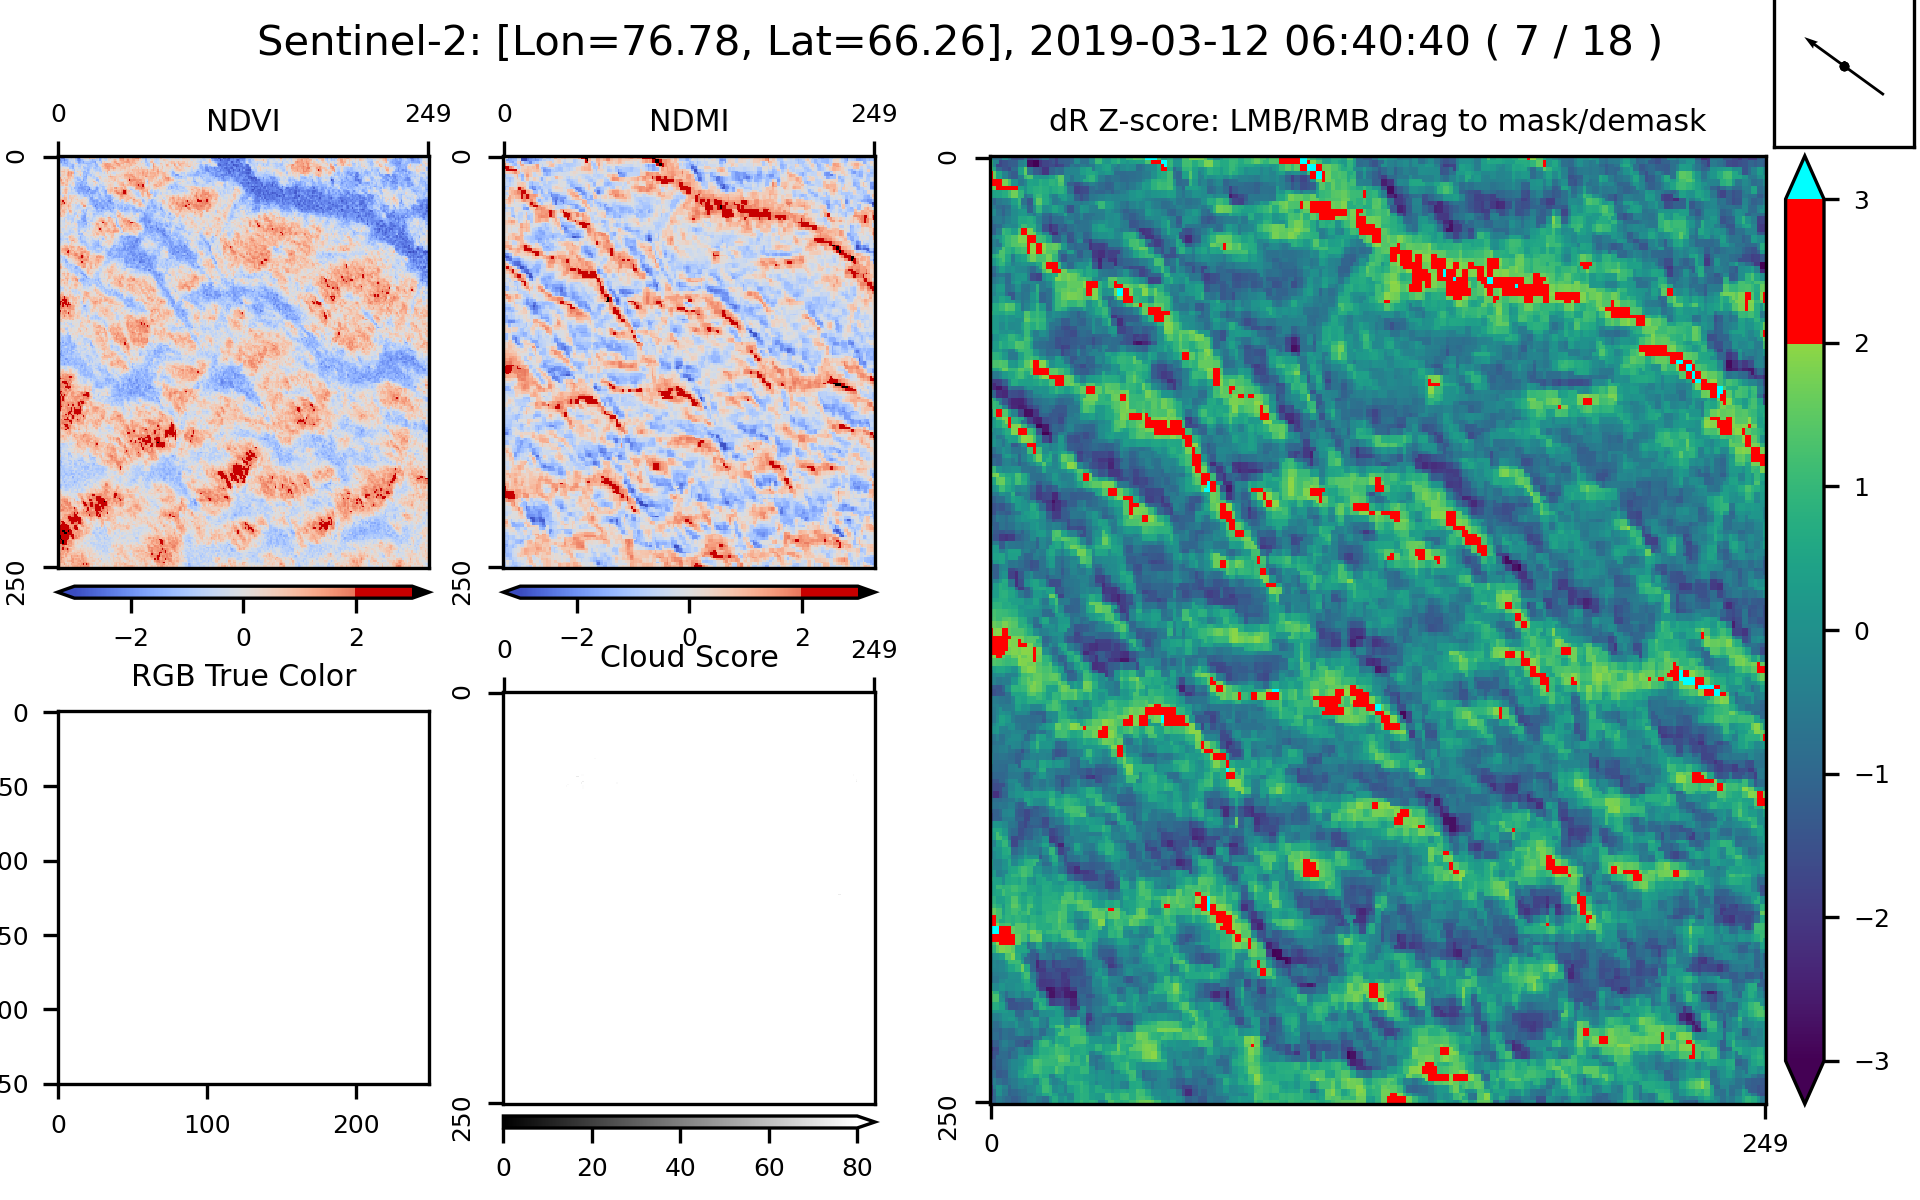 Sentinel-2: [Lon=76.78, Lat=66.26], 2019-03-12 06:40:40 ( 7 / 18 )
NDVI
0 249
0
250
−2 0 2
NDMI
0 249
0
250
−2 0 2
dR Z-score: LMB/RMB drag to mask/demask
0
250
0 249
3
2
1
0
−1
−2
−3
RGB True Color
0
50
00
50
00
50
0 100 200
Cloud Score
0 249
0
250
0 20 40 60 80